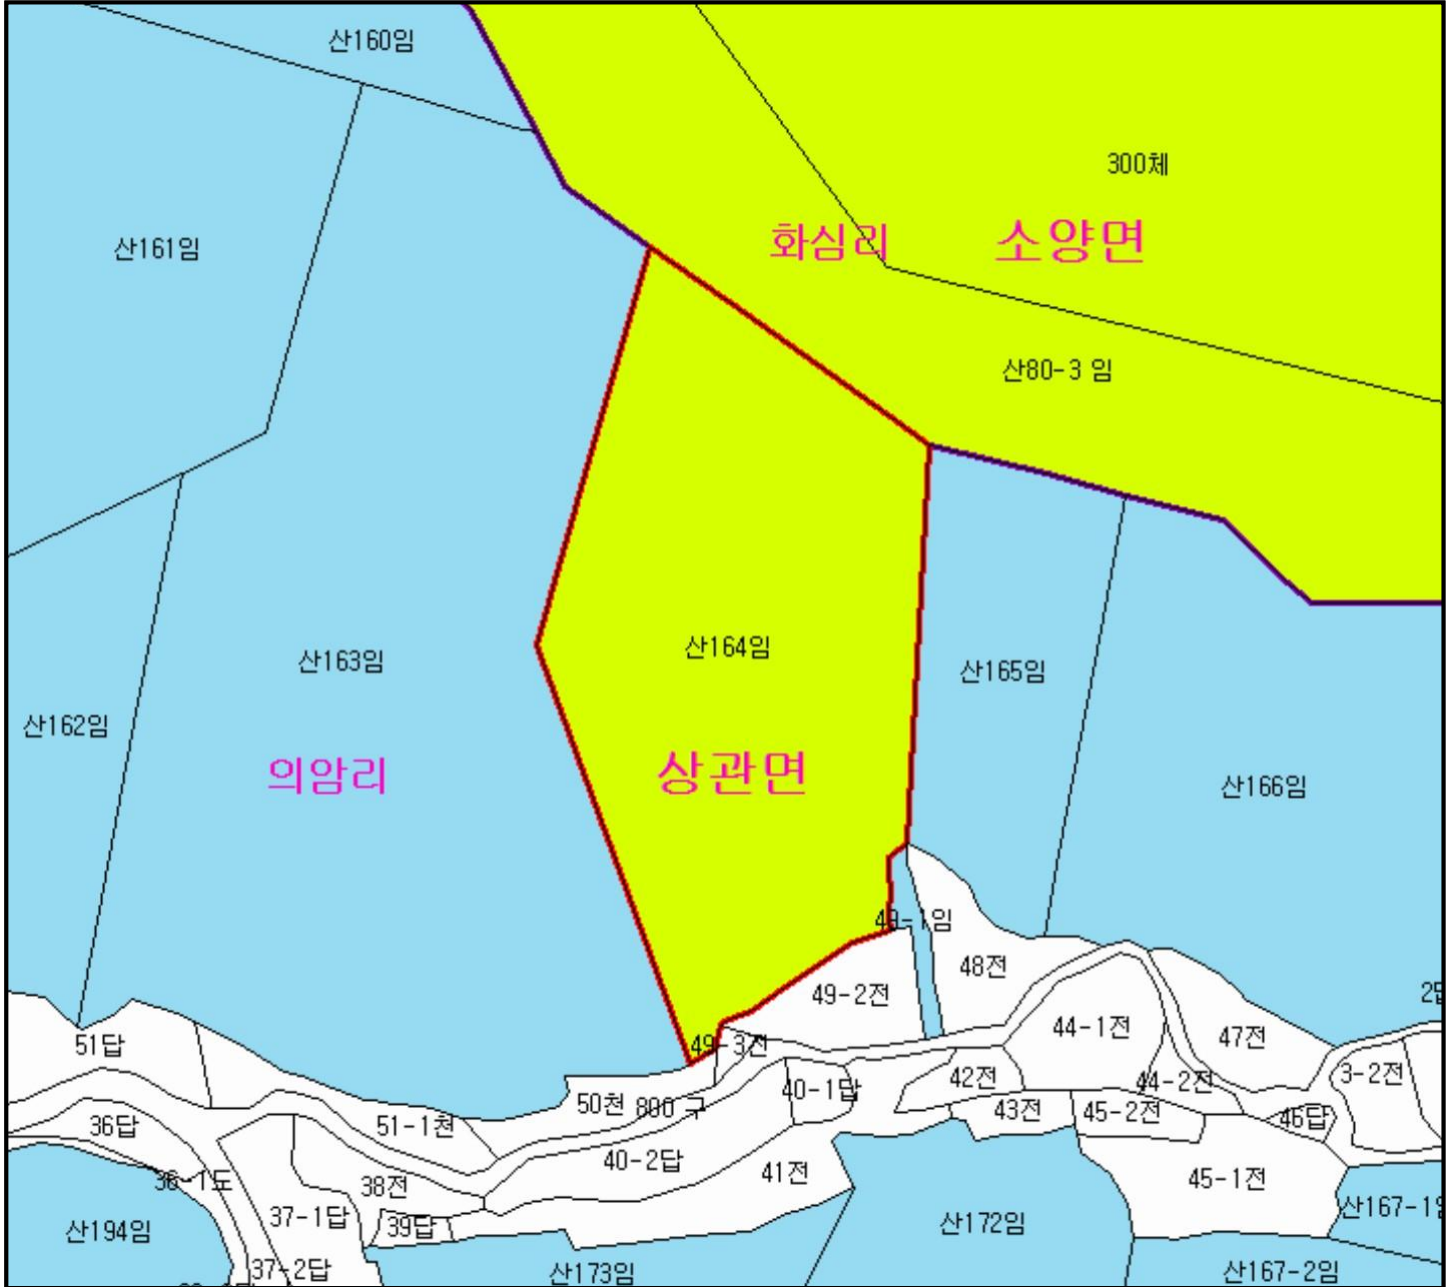 산160임
300체
산161임
화심리
소양면
산80-3 임
산163임
산164임
산165임
산162임
의암리
상관면
산166임
49-1임
48전
49-2전
44-1전
47전
51답
49-3전
42전
44-2전
3-2전
40-1답
50천
800 구
43전
45-2전
46답
36답
51-1천
40-2답
41전
45-1전
36-1도
38전
37-1답
39답
산194임
산172임
산167-1임
37-2답
산173임
산167-2임